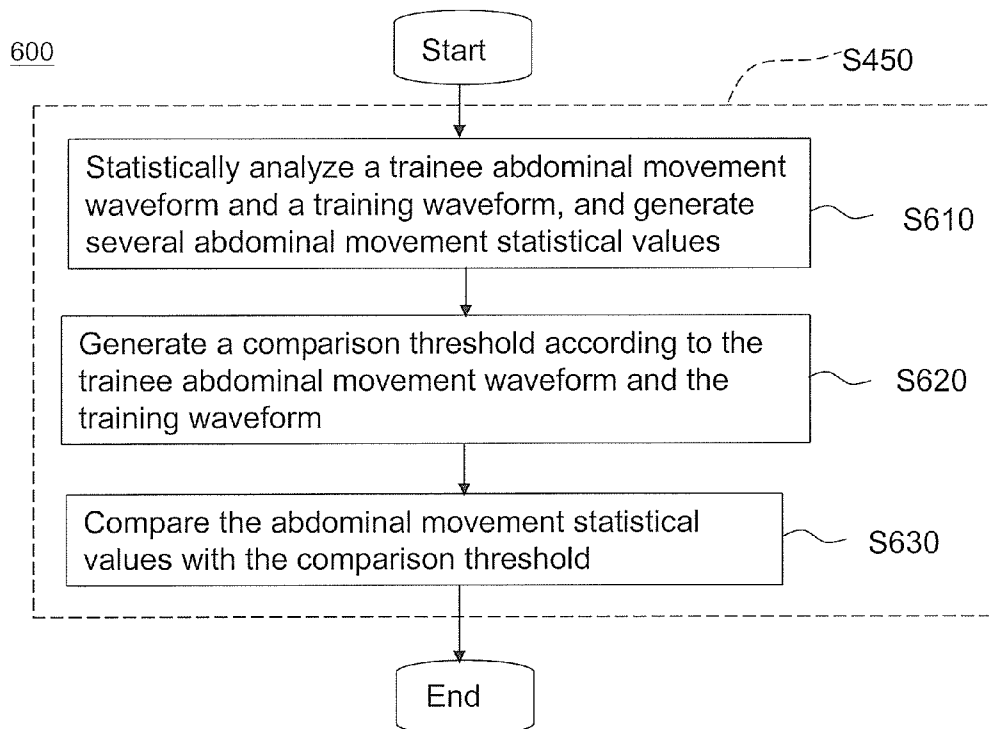 600
Start
S450
Statistically analyze a trainee abdominal movement
waveform and a training waveform, and generate
several abdominal movement statistical values
S610
Generate a comparison threshold according to the
trainee abdominal movement waveform and the
training waveform
S620
Compare the abdominal movement statistical
values with the comparison threshold
S630
End